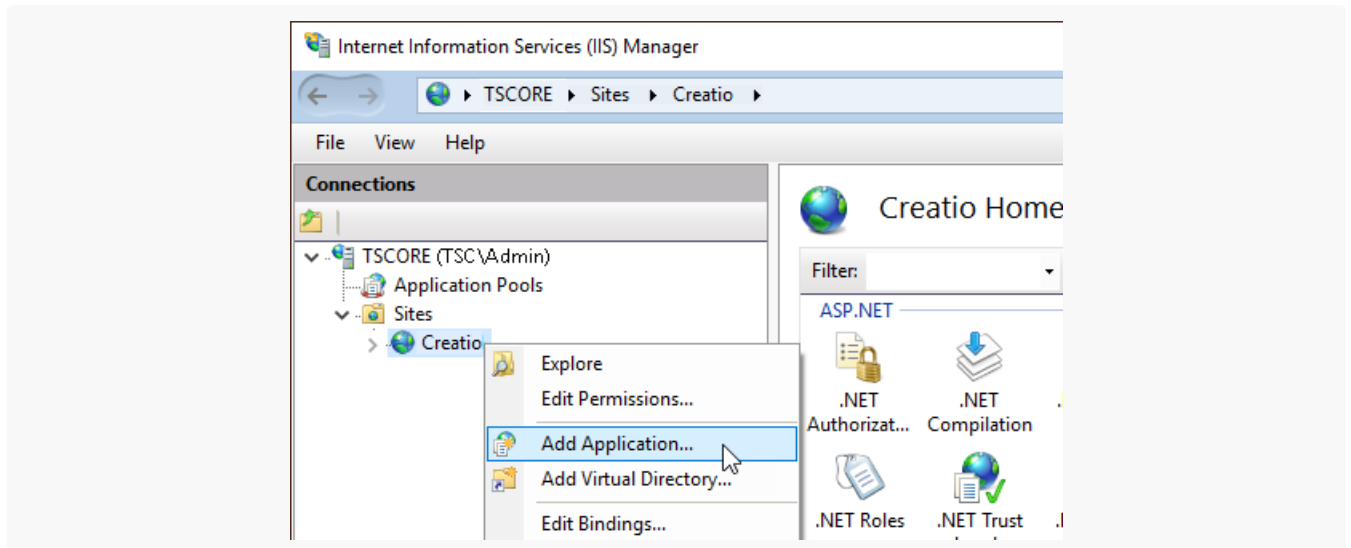 Internet Information Services (IIS) Manager
TSCORE Sites Creatio
File View Help
Connections
TSCORE (TSC\Admin)
Application Pools
Sites
Creatio
Explore
Edit Permissions...
Add Application...
Add Virtual Directory...
Edit Bindings...
Creatio Home
Filter:
ASP.NET
.NET
Authorizat...
.NET
Compilation
.NET Roles
.NET Trust